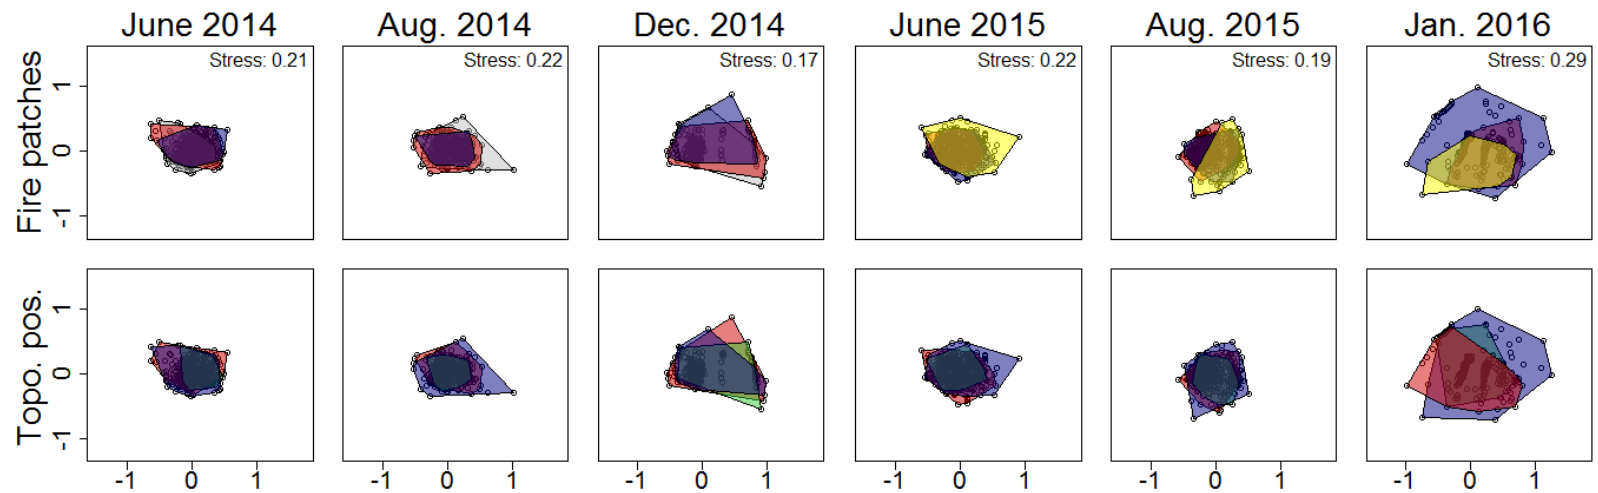 June 2014 Aug. 2014 Dec. 2014 June 2015 Aug. 2015 Jan. 2016
Fire patches
Stress: 0.21 Stress: 0.22 Stress: 0.17 Stress: 0.22 Stress: 0.19 Stress: 0.29
1
0
-1
Topo. pos.
1
0
-1
-1 0 1 -1 0 1 -1 0 1 -1 0 1 -1 0 1 -1 0 1